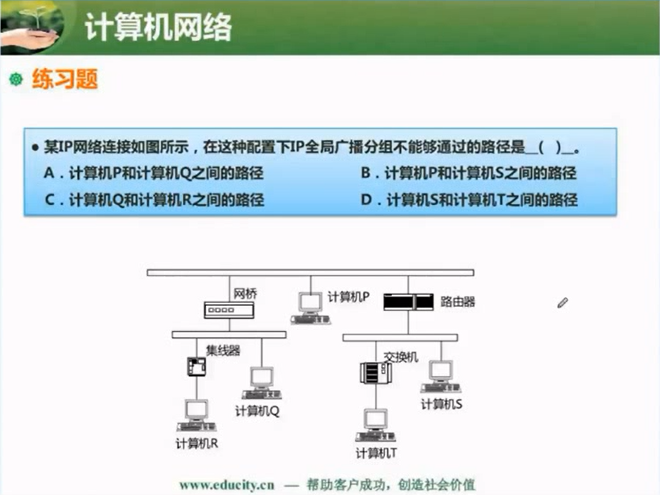 计算机网络
练习题
● 某IP网络连接如图所示，在这种配置下IP全局广播分组不能够通过的路径是__(  )__。
A．计算机P和计算机Q之间的路径 B．计算机P和计算机S之间的路径
C．计算机Q和计算机R之间的路径 D．计算机S和计算机T之间的路径
网桥 计算机P 路由器
集线器 交换机
计算机Q 计算机S
计算机R 计算机T
www.educity.cn — 帮助客户成功，创造社会价值